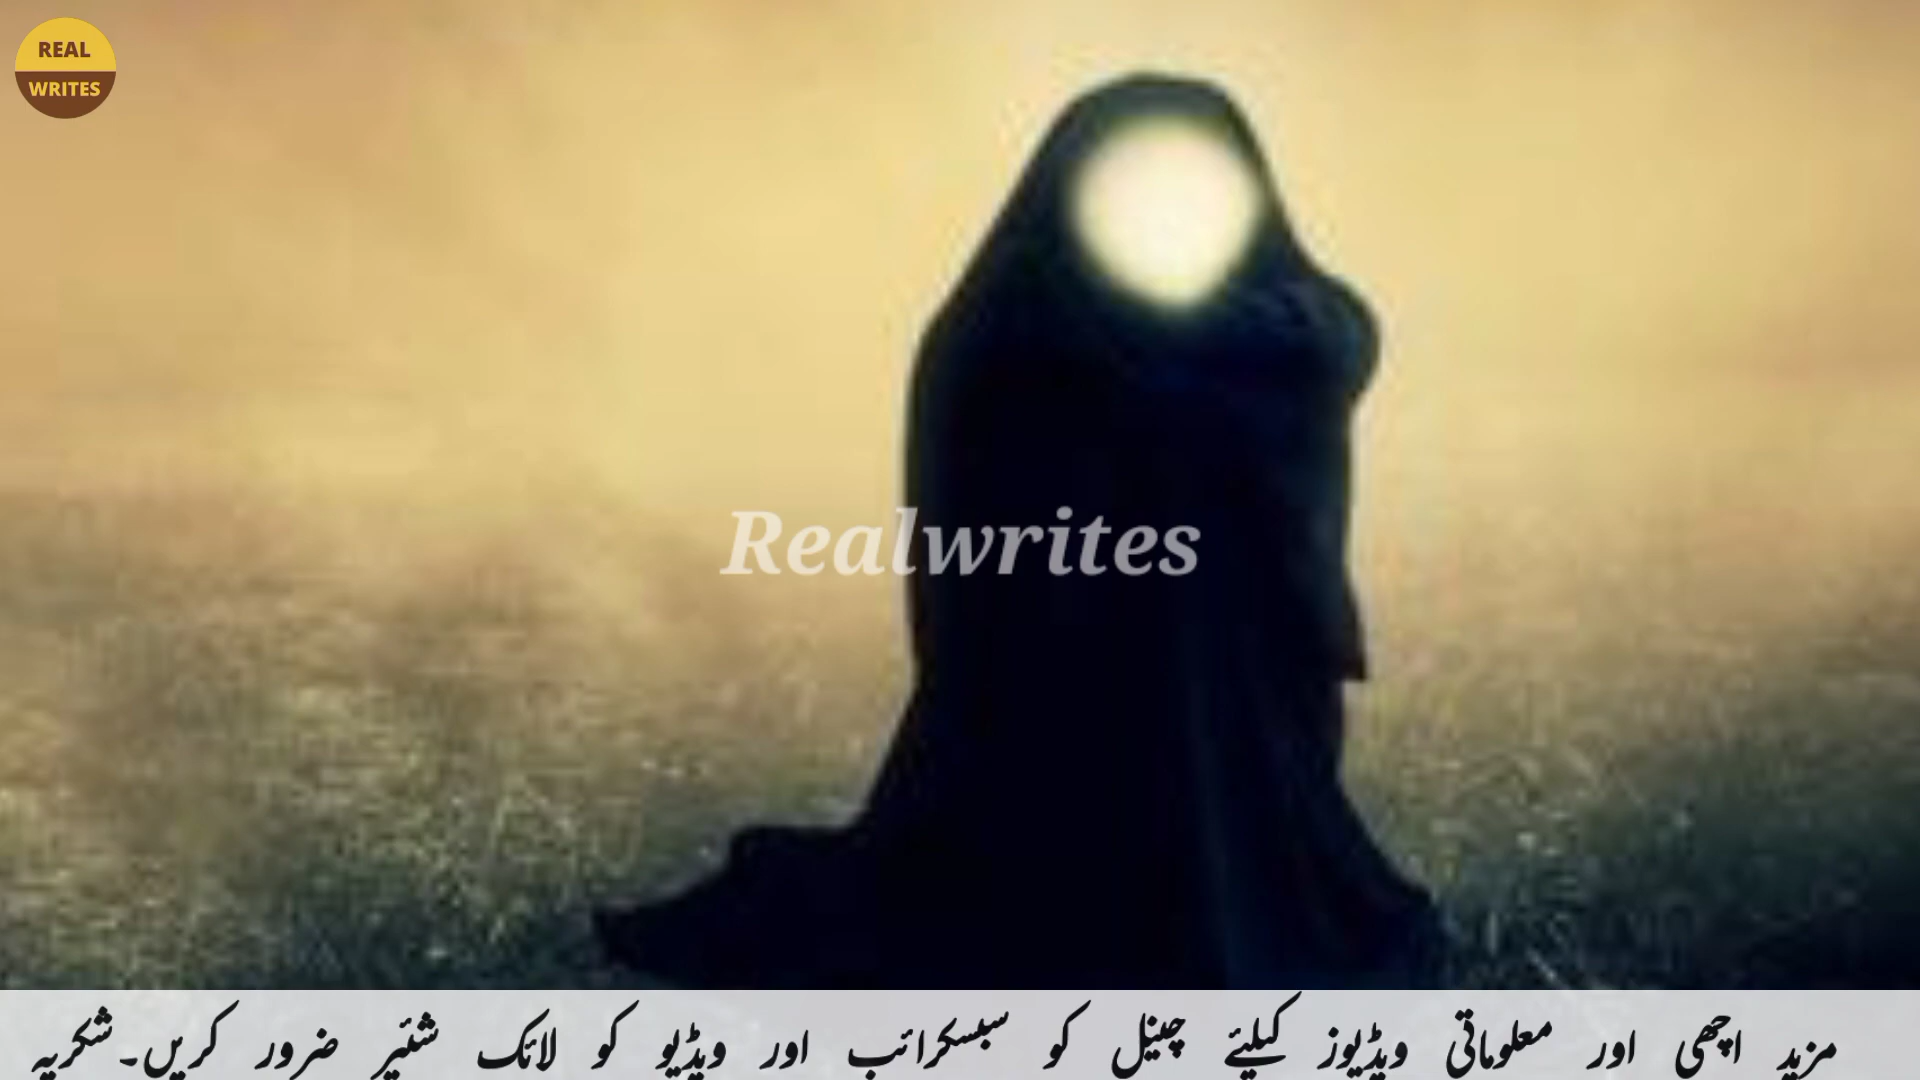 REAL
WRITES
Realwrites
مزید اچھی اور معلوماتی ویڈیوز کیلئے چینل کو سبسکرائب اور ویڈیو کو لائک شئیر ضرور کریں۔شکریہ